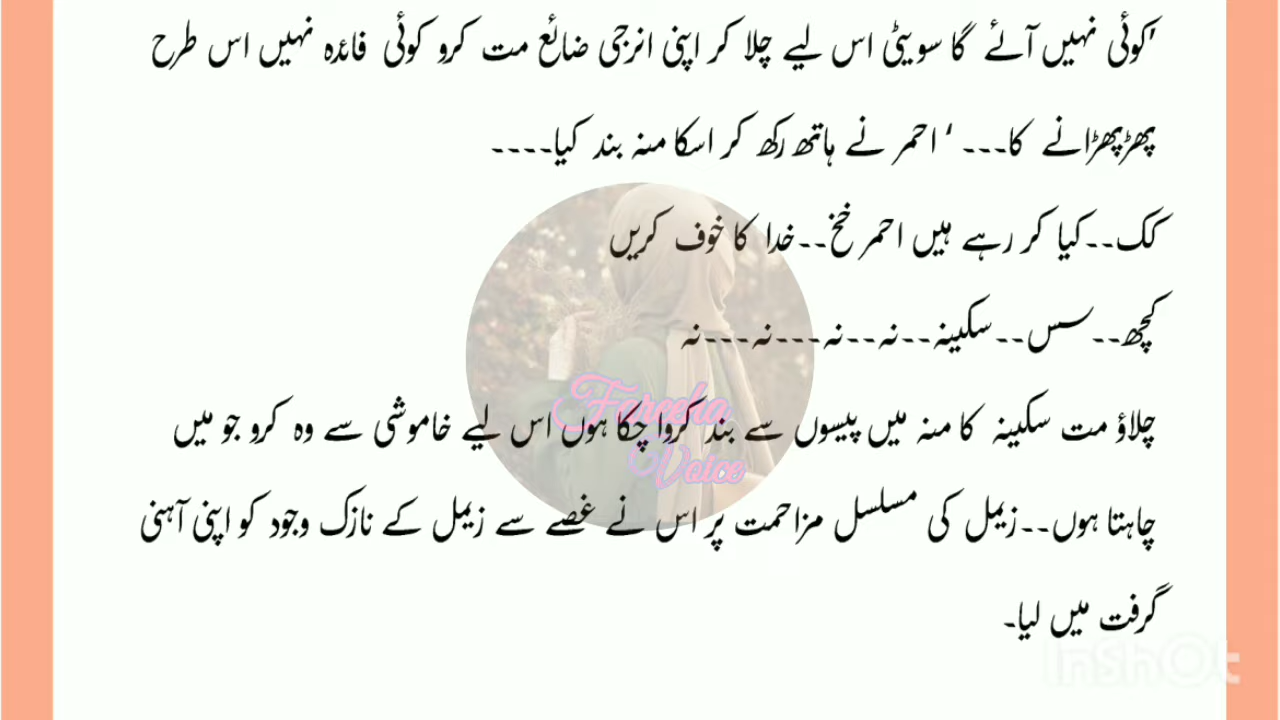 'کوئی نہیں آئے گا سویٹی اس لیے چلا کر اپنی انرجی ضائع مت کرو کوئی فائدہ نہیں اس طرح
پھڑپھڑانے کا--- ' احمر نے ہاتھ رکھ کر اسکا منہ بند کیا----
کک--کیا کر رہے ہیں احمر خخ--خدا کا خوف کریں
کچھ--سس--سکینہ--نہ--نہ---نہ---نہ
چلاؤ مت سکینہ کا منہ میں پیسوں سے بند کروا چکا ہوں اس لیے خاموشی سے وہ کرو جو میں
چاہتا ہوں--زیمل کی مسلسل مزاحمت پر اس نے غصے سے زیمل کے نازک وجود کو اپنی آہنی
گرفت میں لیا۔
Fareeha
Voice
InShOt